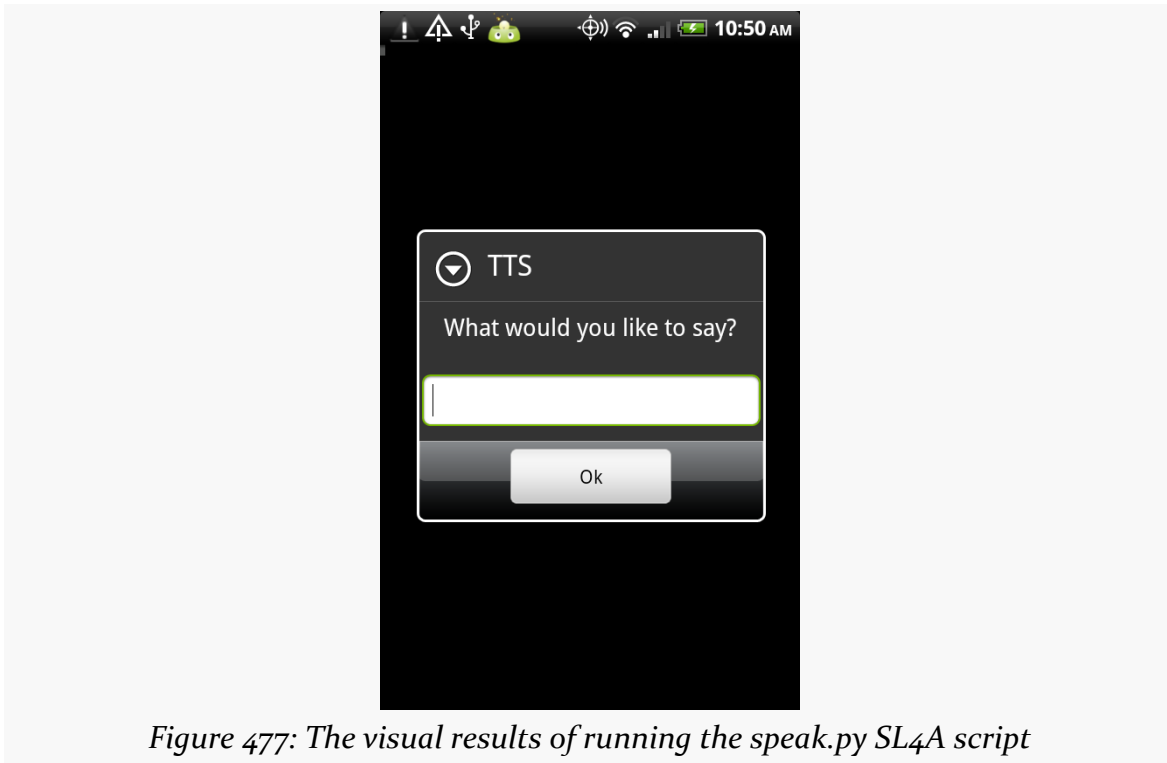 10:50 AM
TTS
What would you like to say?
Ok
Figure 477: The visual results of running the speak.py SL4A script